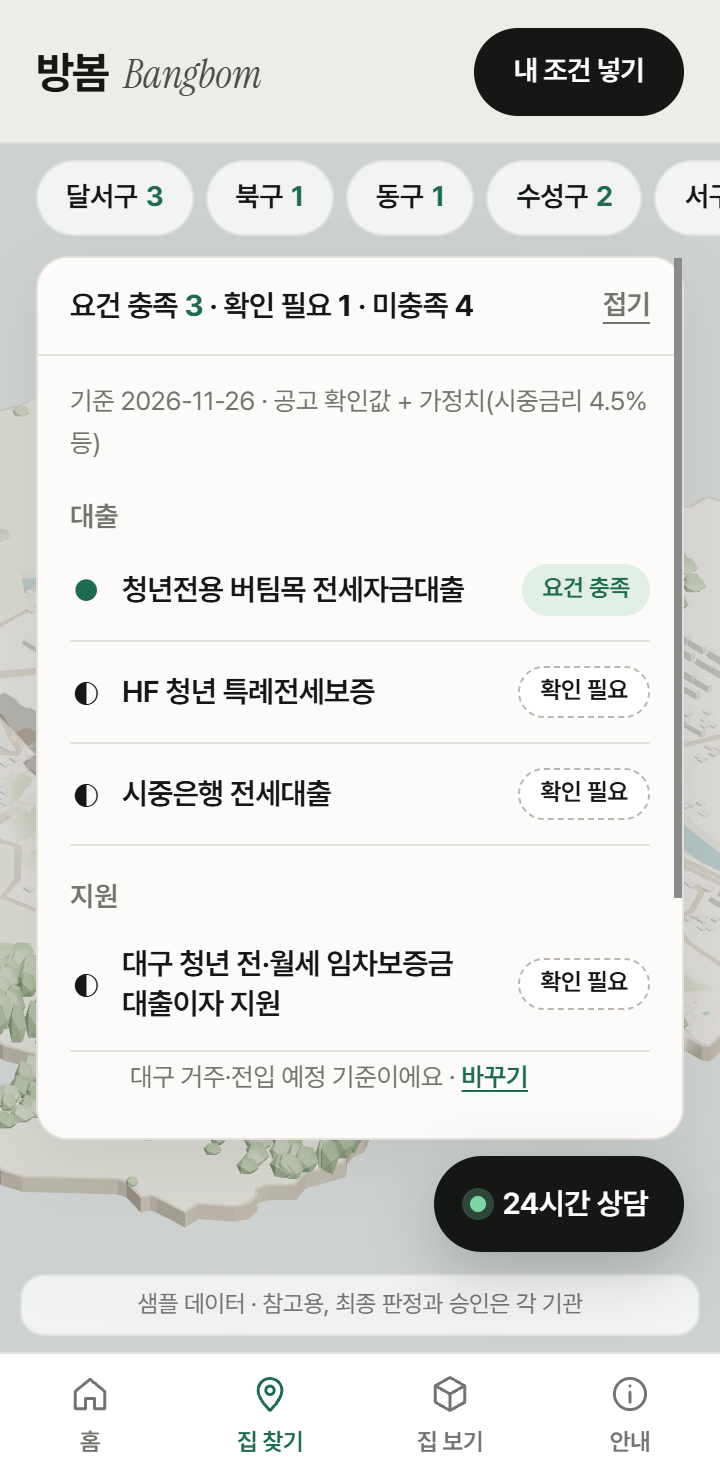 방봄 Bangbom
내 조건 넣기
달서구 3
북구 1
동구 1
수성구 2
서구
요건 충족 3 · 확인 필요 1 · 미충족 4
접기
기준 2026-11-26 · 공고 확인값 + 가정치(시중금리 4.5%
등)
대출
청년전용 버팀목 전세자금대출
요건 충족
HF 청년 특례전세보증
확인 필요
시중은행 전세대출
확인 필요
지원
대구 청년 전·월세 임차보증금
대출이자 지원
확인 필요
대구 거주·전입 예정 기준이에요 · 바꾸기
24시간 상담
샘플 데이터 · 참고용, 최종 판정과 승인은 각 기관
홈
집 찾기
집 보기
안내